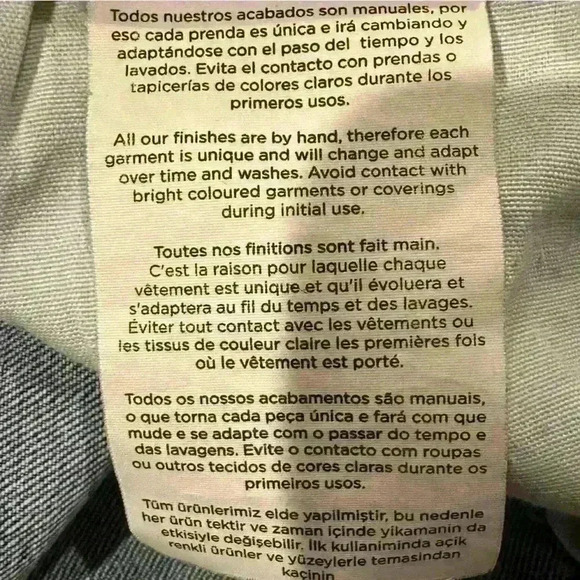 Todos nuestros acabados son manuales, por
eso cada prenda es única e irá cambiando y
adaptándose con el paso del tiempo y los
lavados. Evita el contacto con prendas o
tapicerías de colores claros durante los
primeros usos.
All our finishes are by hand, therefore each
garment is unique and will change and adapt
over time and washes. Avoid contact with
bright coloured garments or coverings
during initial use.
Toutes nos finitions sont fait main.
C'est la raison pour laquelle chaque
vêtement est unique et qu'il évoluera et
s'adaptera au fil du temps et des lavages.
Éviter tout contact avec les vêtements ou
les tissus de couleur claire les premières fois
où le vêtement est porté.
Todos os nossos acabamentos são manuais,
o que torna cada peça única e fará com que
mude e se adapte com o passar do tempo e
das lavagens. Evite o contacto com roupas
ou outros tecidos de cores claras durante os
primeiros usos.
Tüm ürünlerimiz elde yapilmiştir, bu nedenle
her ürün tektir ve zaman içinde yikamanin da
etkisiyle değişebilir. İlk kullaniminda açik
renkli ürünler ve yüzeylerle temasindan
kaçinin